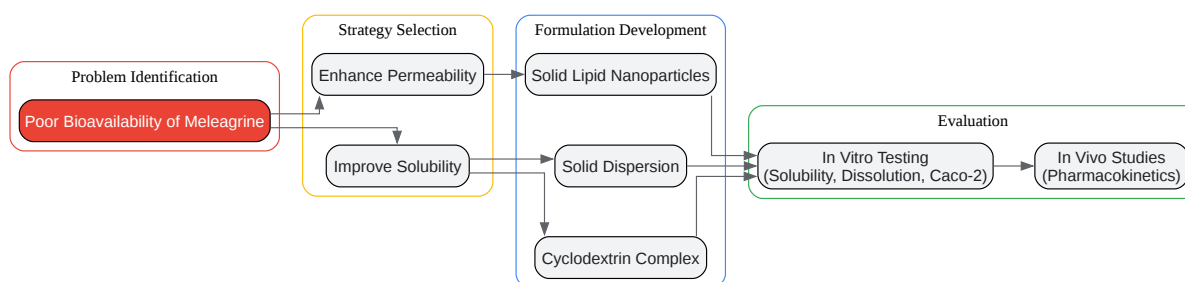 Problem Identification
Poor Bioavailability of Meleagrine
Strategy Selection
Enhance Permeability
Improve Solubility
Formulation Development
Solid Lipid Nanoparticles
Solid Dispersion
Cyclodextrin Complex
Evaluation
In Vitro Testing
(Solubility, Dissolution, Caco-2)
In Vivo Studies
(Pharmacokinetics)